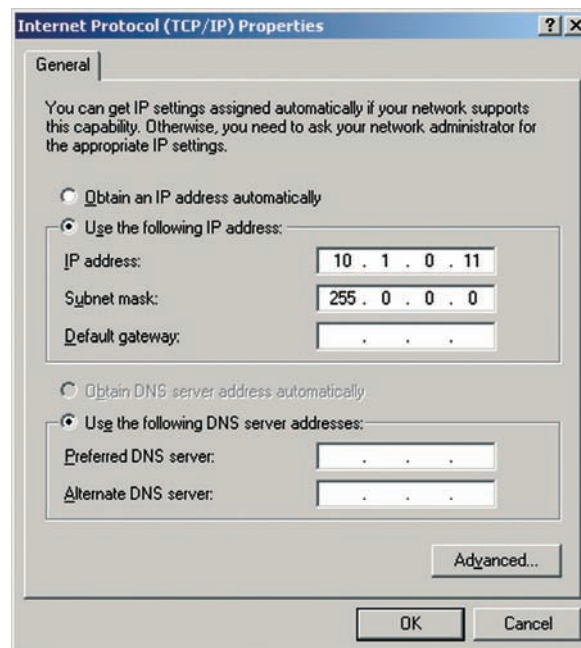 Internet Protocol (TCP/IP) Properties
General
You can get IP settings assigned automatically if your network supports
this capability. Otherwise, you need to ask your network administrator for
the appropriate IP settings.
Obtain an IP address automatically
Use the following IP address:
IP address: 10 . 1 . 0 . 11
Subnet mask: 255 . 0 . 0 . 0
Default gateway: . . .
Obtain DNS server address automatically
Use the following DNS server addresses:
Preferred DNS server: . . .
Alternate DNS server: . . .
Advanced...
OK Cancel